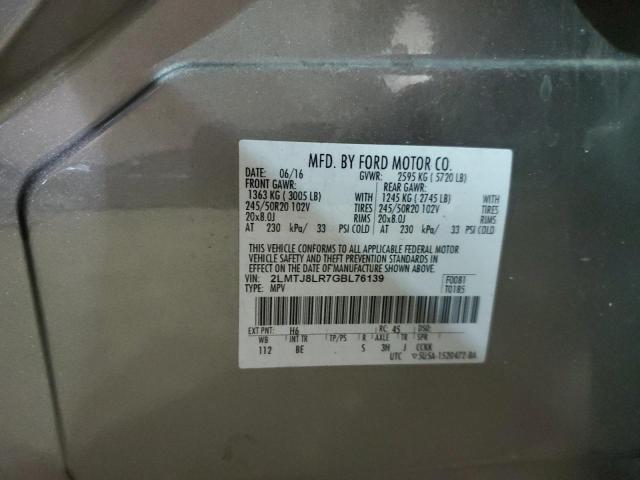 MFD. BY FORD MOTOR CO.
DATE: 06/16 GVWR: 2595 KG ( 5720 LB)
FRONT GAWR: REAR GAWR:
1363 KG ( 3005 LB) WITH 1245 KG ( 2745 LB) WITH
245/50R20 102V TIRES 245/50R20 102V TIRES
20x8.0J RIMS 20x8.0J RIMS
AT 230 kPa/ 33 PSI COLD AT 230 kPa/ 33 PSI COLD
THIS VEHICLE CONFORMS TO ALL APPLICABLE FEDERAL MOTOR
VEHICLE SAFETY AND THEFT PREVENTION STANDARDS IN
EFFECT ON THE DATE OF MANUFACTURE SHOWN ABOVE.
VIN: 2LMTJ8LR7GBL76139 F0081
TYPE: MPV T0185
EXT PNT: H6 RC: 45 DSO:
WB INT TR TP/PS R AXLE TR SPR
112 BE S 3H J CCKK
UTC